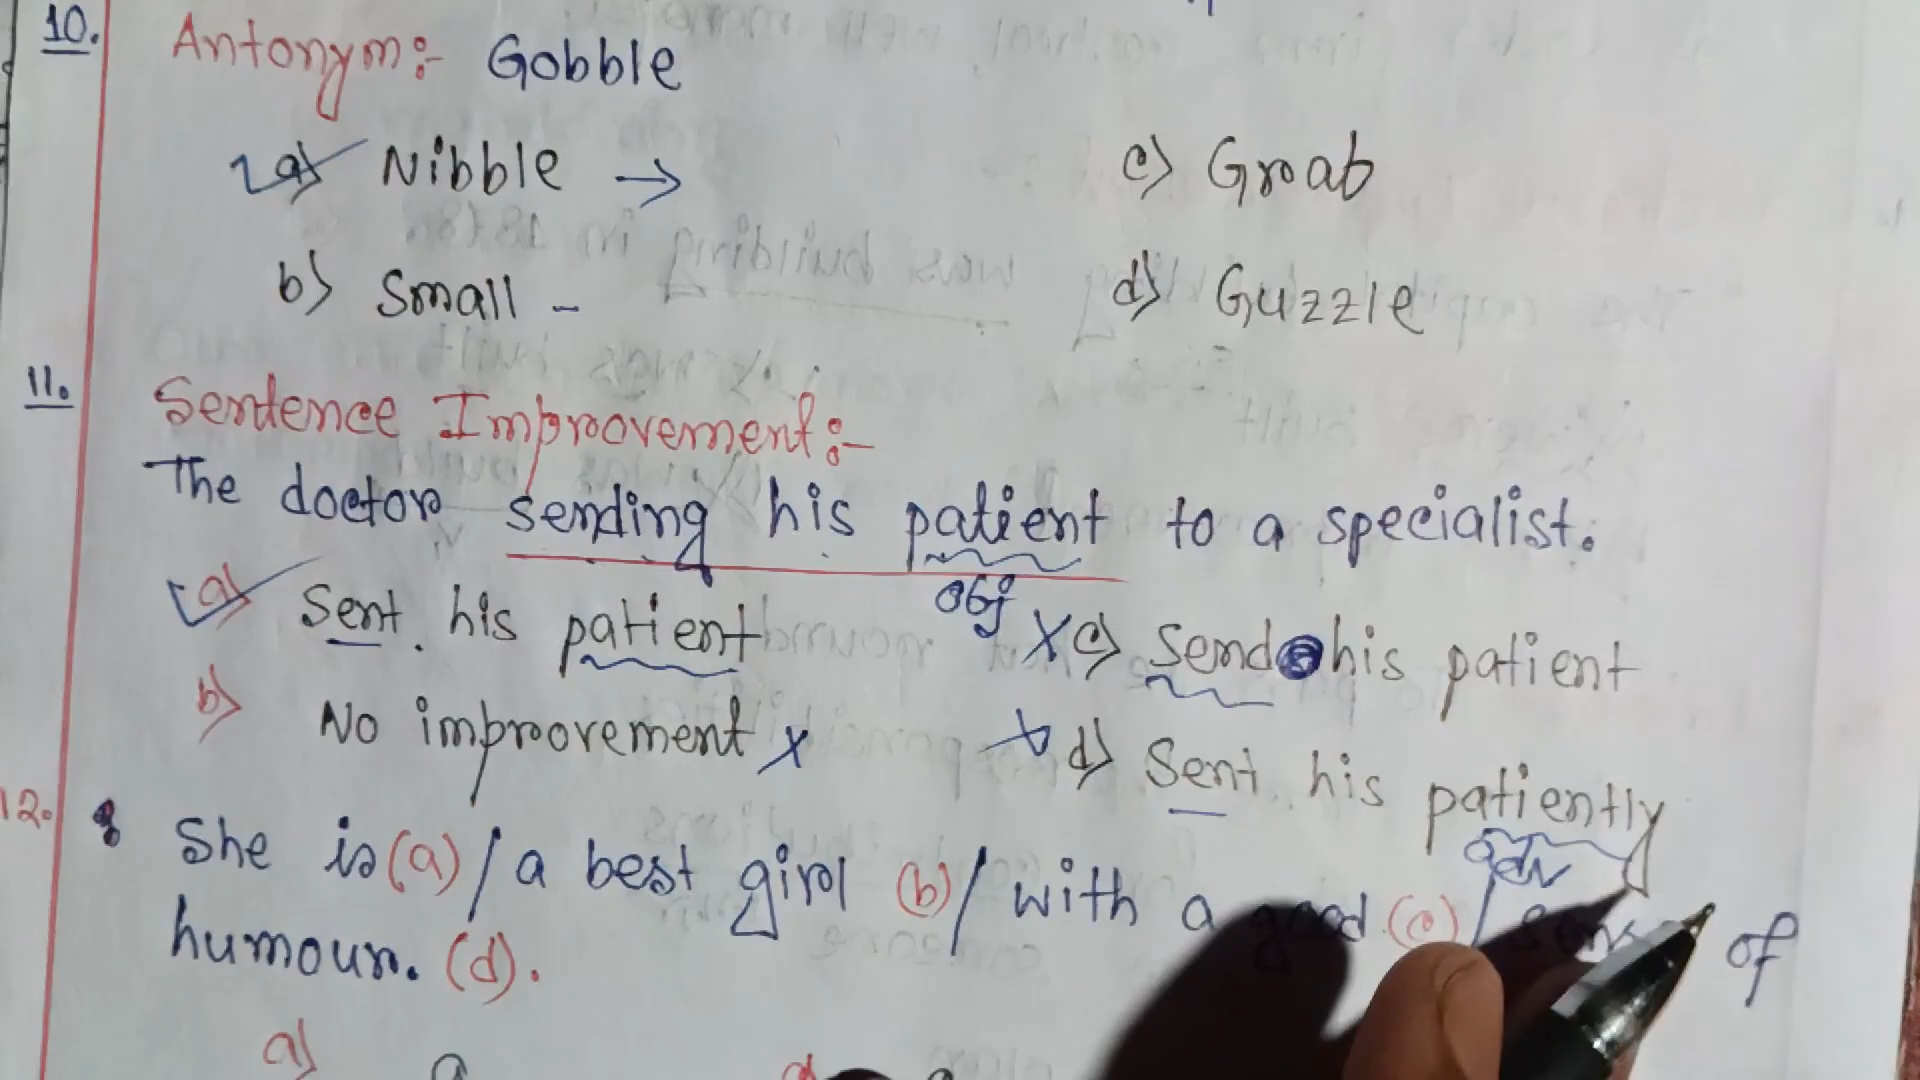 10. Antonym:- Gobble
a) Nibble →
c) Grab
b) Small -
d) Guzzle
11. Sentence Improvement:-
The doctor sending his patient to a specialist.
obj
a) Sent his patient
c) Send his patient
b) No improvement x
d) Sent his patiently
adv
12. She is (a) / a best girl (b) / with a good (c) / of
humour. (d).
a)